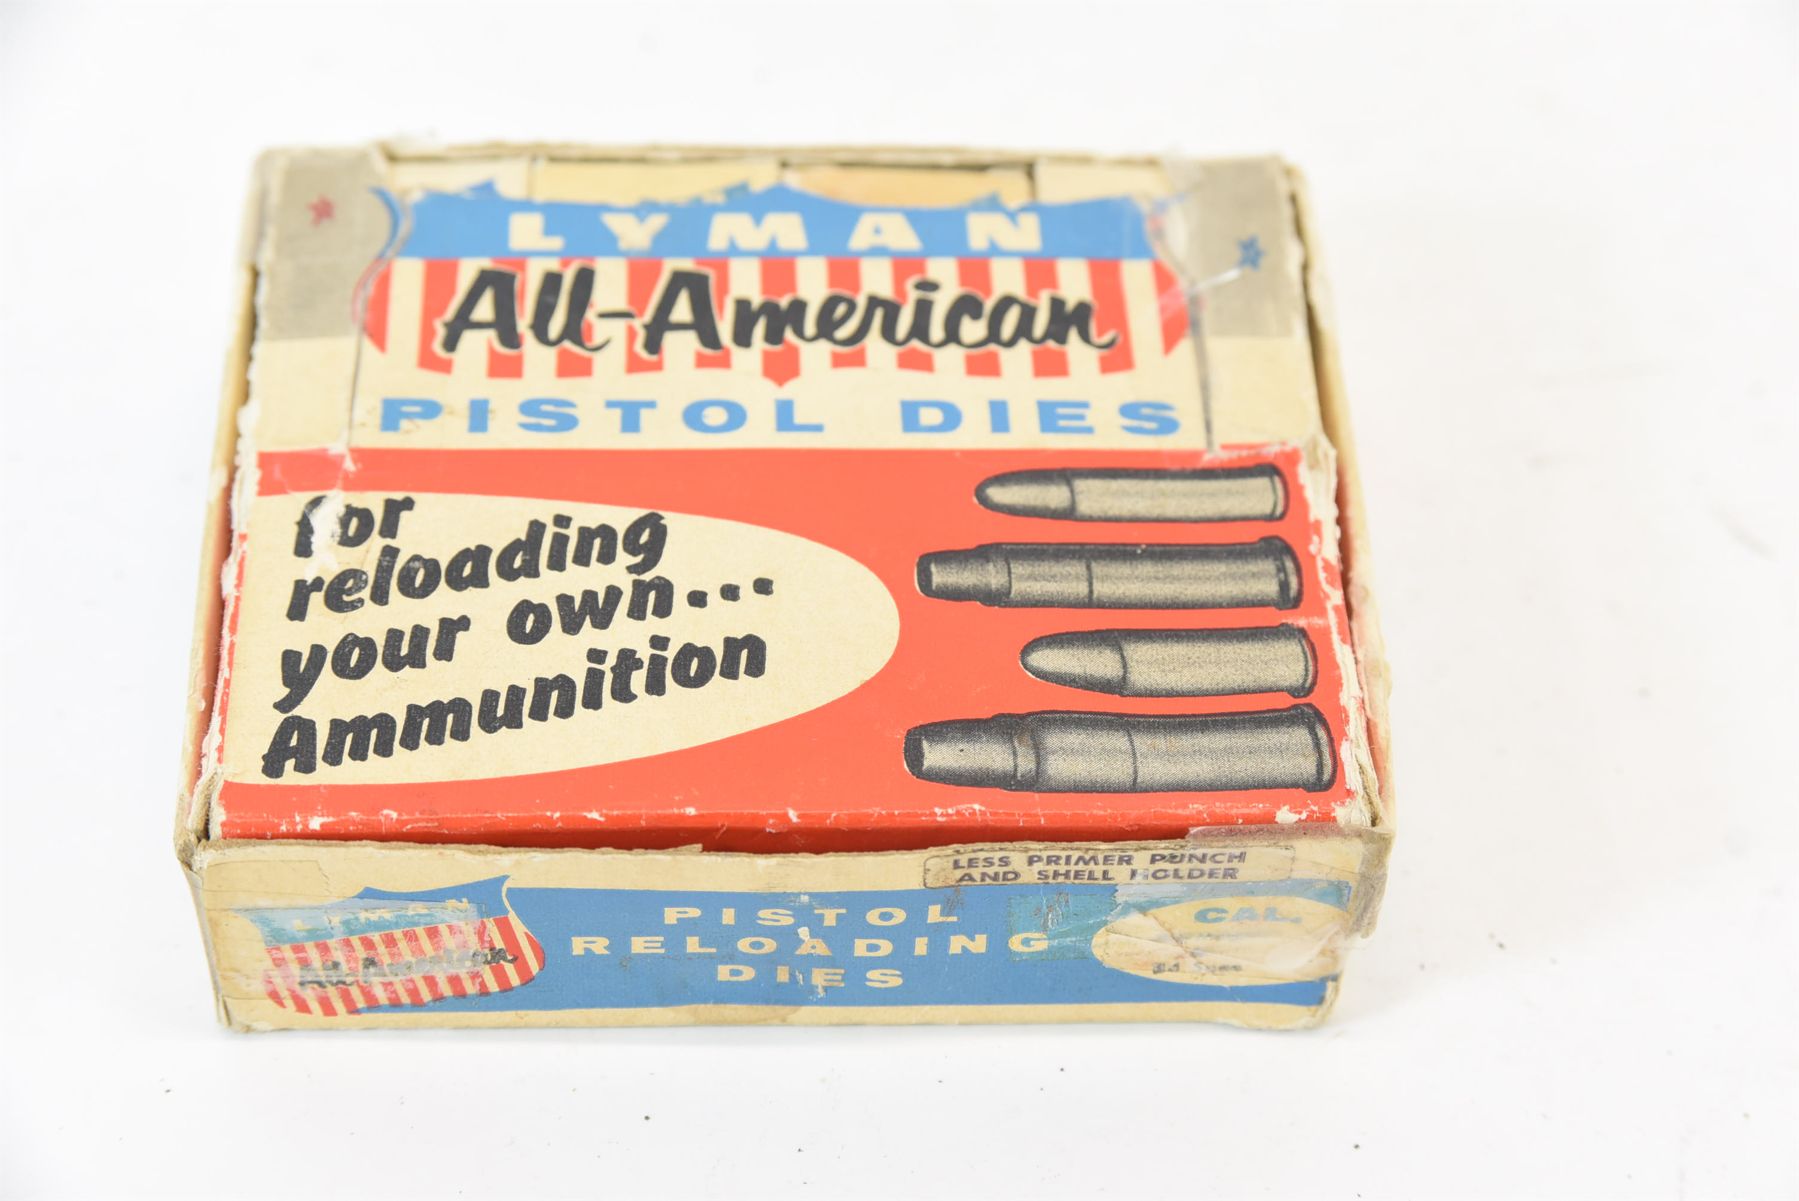 LYMAN
All-American
PISTOL DIES
for
reloading
your own...
Ammunition
LESS PRIMER PUNCH
AND SHELL HOLDER
LYMAN
All-American
PISTOL
RELOADING
DIES
CAL.